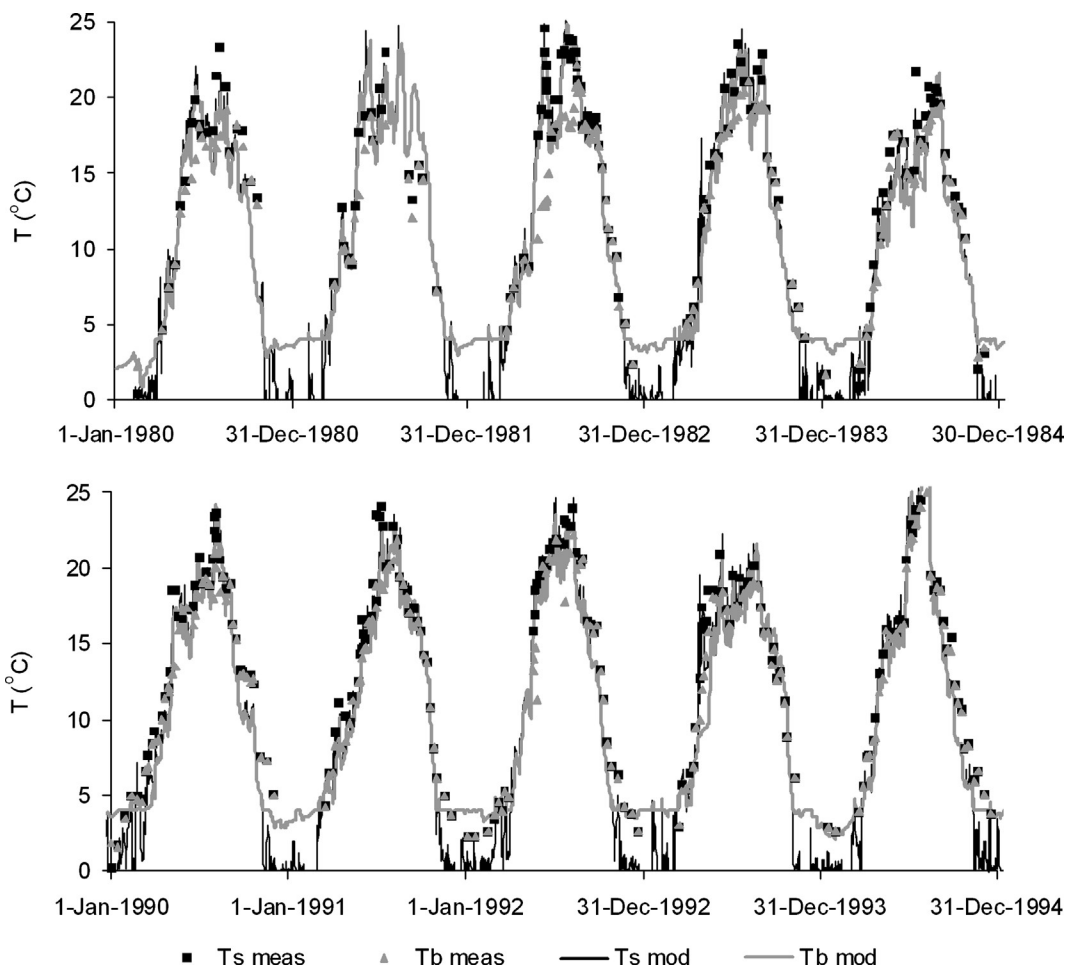 25
20
15
10
5
0
T (°C)
1-Jan-1980 31-Dec-1980 31-Dec-1981 31-Dec-1982 31-Dec-1983 30-Dec-1984
25
20
15
10
5
0
T (°C)
1-Jan-1990 1-Jan-1991 1-Jan-1992 31-Dec-1992 31-Dec-1993 31-Dec-1994
Ts meas Tb meas Ts mod Tb mod